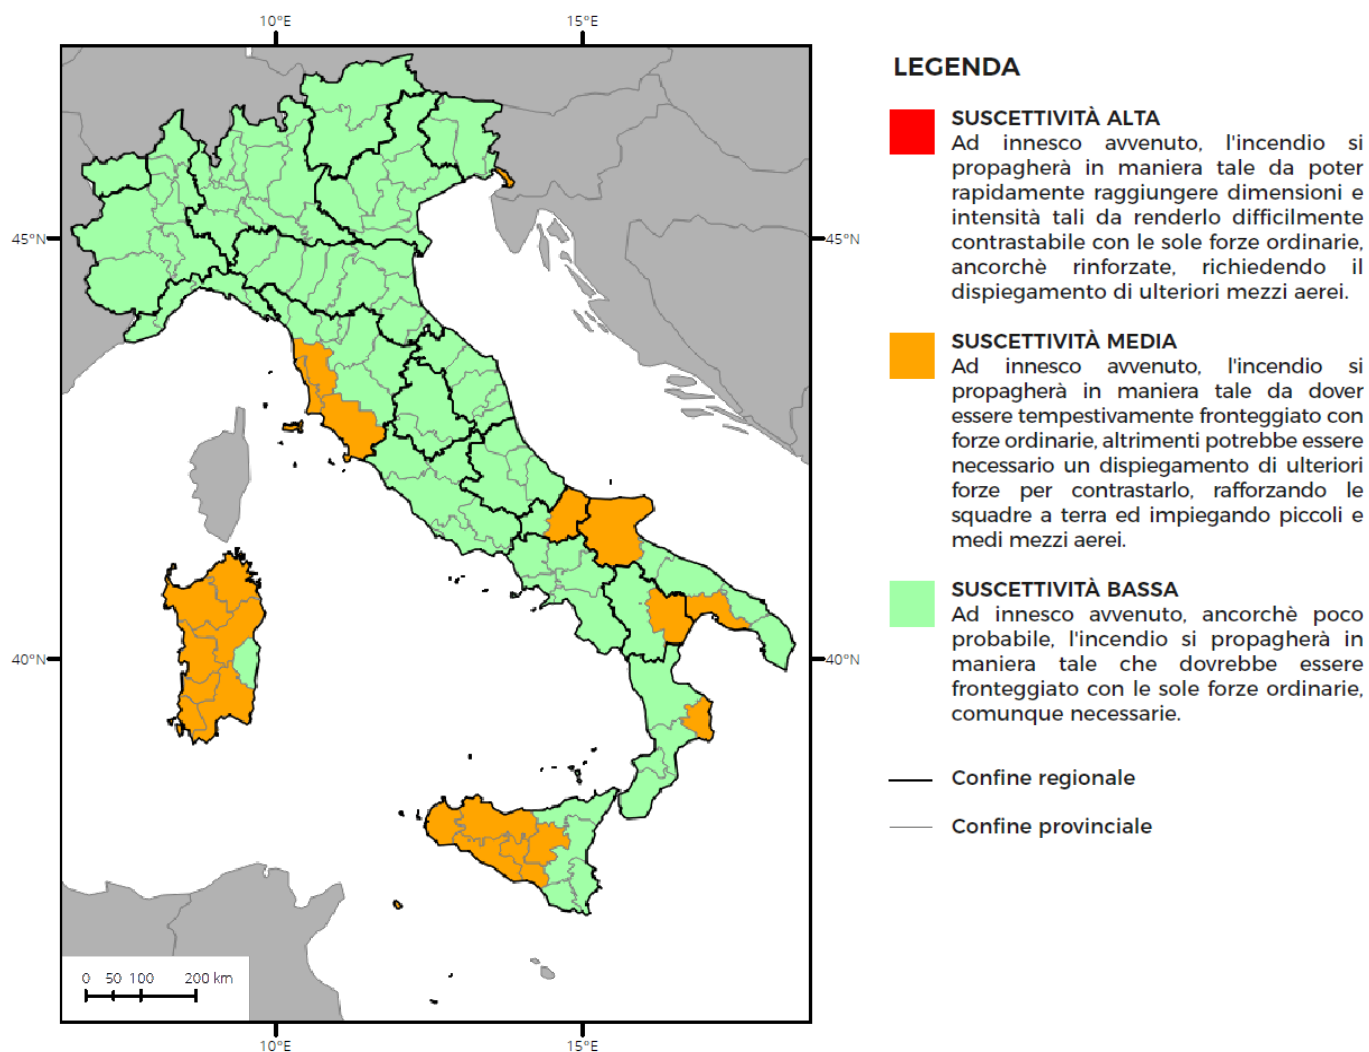 10°E 15°E
45°N 45°N
40°N 40°N
0 50 100 200 km
10°E 15°E
LEGENDA
SUSCETTIVITÀ ALTA
Ad innesco avvenuto, l'incendio si
propagherà in maniera tale da poter
rapidamente raggiungere dimensioni e
intensità tali da renderlo difficilmente
contrastabile con le sole forze ordinarie,
ancorchè rinforzate, richiedendo il
dispiegamento di ulteriori mezzi aerei.
SUSCETTIVITÀ MEDIA
Ad innesco avvenuto, l'incendio si
propagherà in maniera tale da dover
essere tempestivamente fronteggiato con
forze ordinarie, altrimenti potrebbe essere
necessario un dispiegamento di ulteriori
forze per contrastarlo, rafforzando le
squadre a terra ed impiegando piccoli e
medi mezzi aerei.
SUSCETTIVITÀ BASSA
Ad innesco avvenuto, ancorchè poco
probabile, l'incendio si propagherà in
maniera tale che dovrebbe essere
fronteggiato con le sole forze ordinarie,
comunque necessarie.
Confine regionale
Confine provinciale